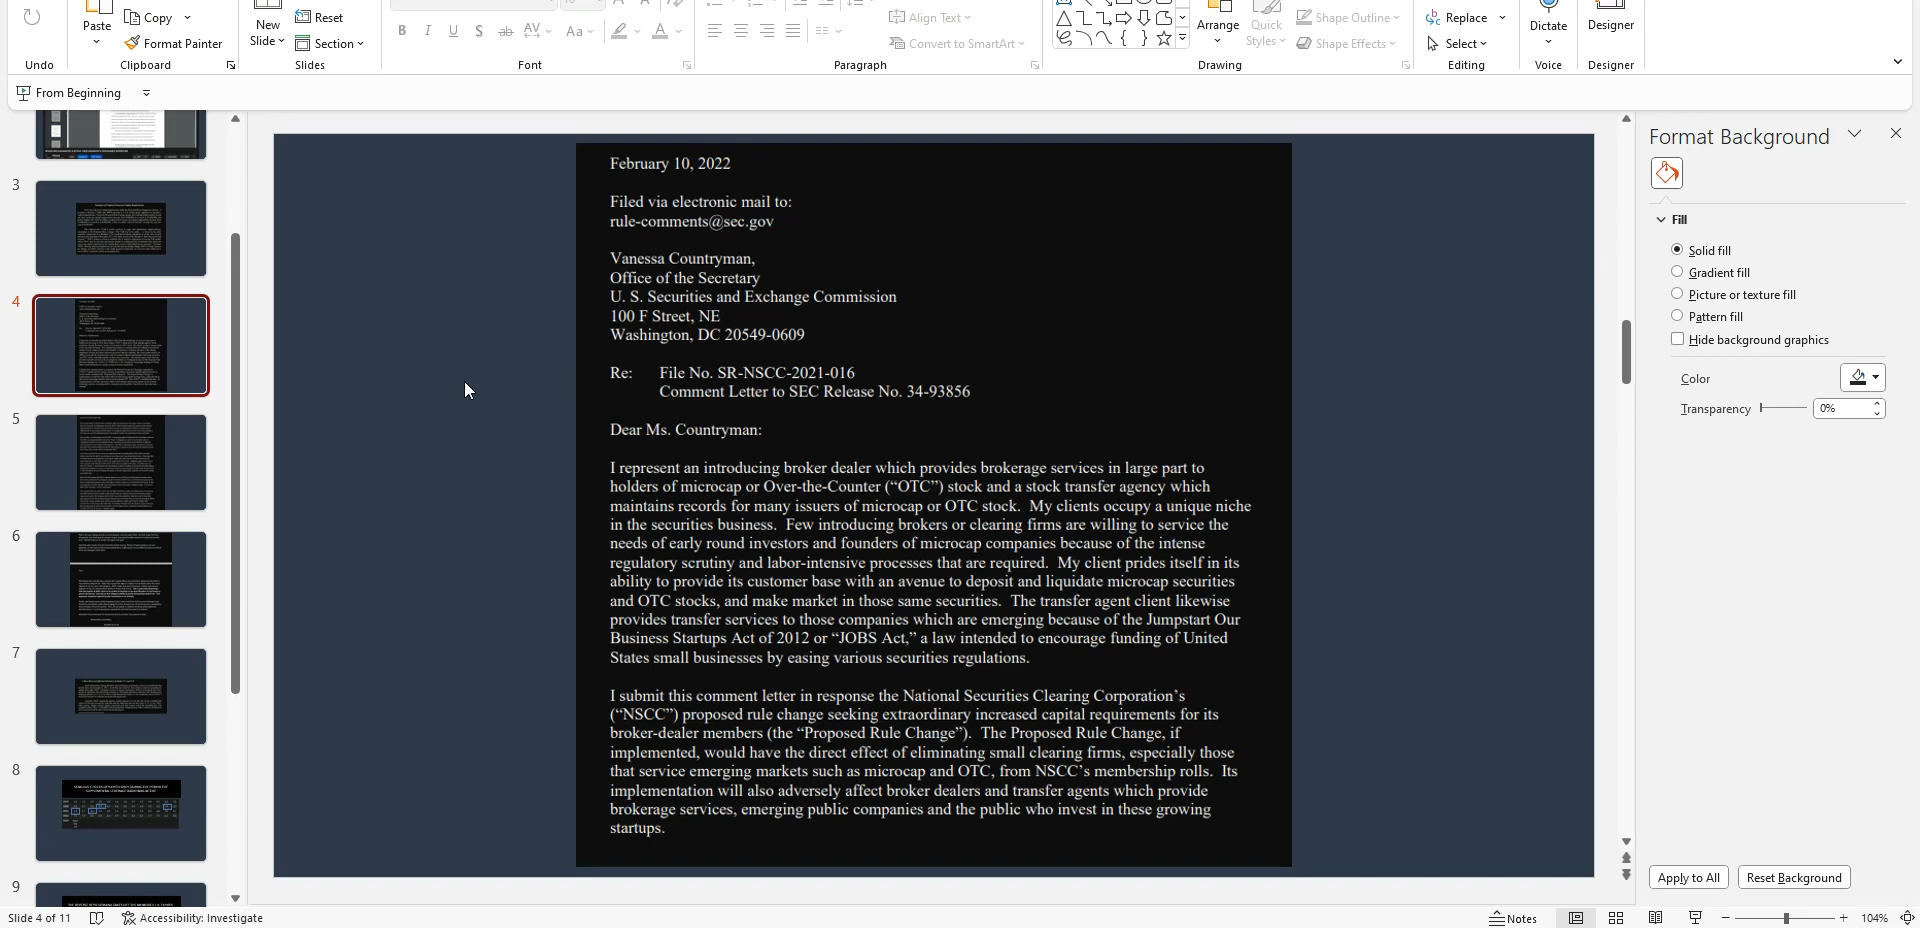 Paste
Copy
Format Painter
New
Slide
Reset
Section
B I U S ab AV Aa A
Align Text
Convert to SmartArt
Arrange
Quick
Styles
Shape Outline
Shape Effects
Replace
Select
Dictate
Designer
Undo
Clipboard
Slides
Font
Paragraph
Drawing
Editing
Voice
Designer
From Beginning
3
4
5
6
7
8
9
February 10, 2022
Filed via electronic mail to:
rule-comments@sec.gov
Vanessa Countryman,
Office of the Secretary
U. S. Securities and Exchange Commission
100 F Street, NE
Washington, DC 20549-0609
Re: File No. SR-NSCC-2021-016
Comment Letter to SEC Release No. 34-93856
Dear Ms. Countryman:
I represent an introducing broker dealer which provides brokerage services in large part to
holders of microcap or Over-the-Counter (“OTC”) stock and a stock transfer agency which
maintains records for many issuers of microcap or OTC stock. My clients occupy a unique niche
in the securities business. Few introducing brokers or clearing firms are willing to service the
needs of early round investors and founders of microcap companies because of the intense
regulatory scrutiny and labor-intensive processes that are required. My client prides itself in its
ability to provide its customer base with an avenue to deposit and liquidate microcap securities
and OTC stocks, and make market in those same securities. The transfer agent client likewise
provides transfer services to those companies which are emerging because of the Jumpstart Our
Business Startups Act of 2012 or “JOBS Act,” a law intended to encourage funding of United
States small businesses by easing various securities regulations.
I submit this comment letter in response the National Securities Clearing Corporation’s
(“NSCC”) proposed rule change seeking extraordinary increased capital requirements for its
broker-dealer members (the “Proposed Rule Change”). The Proposed Rule Change, if
implemented, would have the direct effect of eliminating small clearing firms, especially those
that service emerging markets such as microcap and OTC, from NSCC’s membership rolls. Its
implementation will also adversely affect broker dealers and transfer agents which provide
brokerage services, emerging public companies and the public who invest in these growing
startups.
Format Background
Fill
Solid fill
Gradient fill
Picture or texture fill
Pattern fill
Hide background graphics
Color
Transparency 0%
Apply to All
Reset Background
Slide 4 of 11
Accessibility: Investigate
Notes
104%